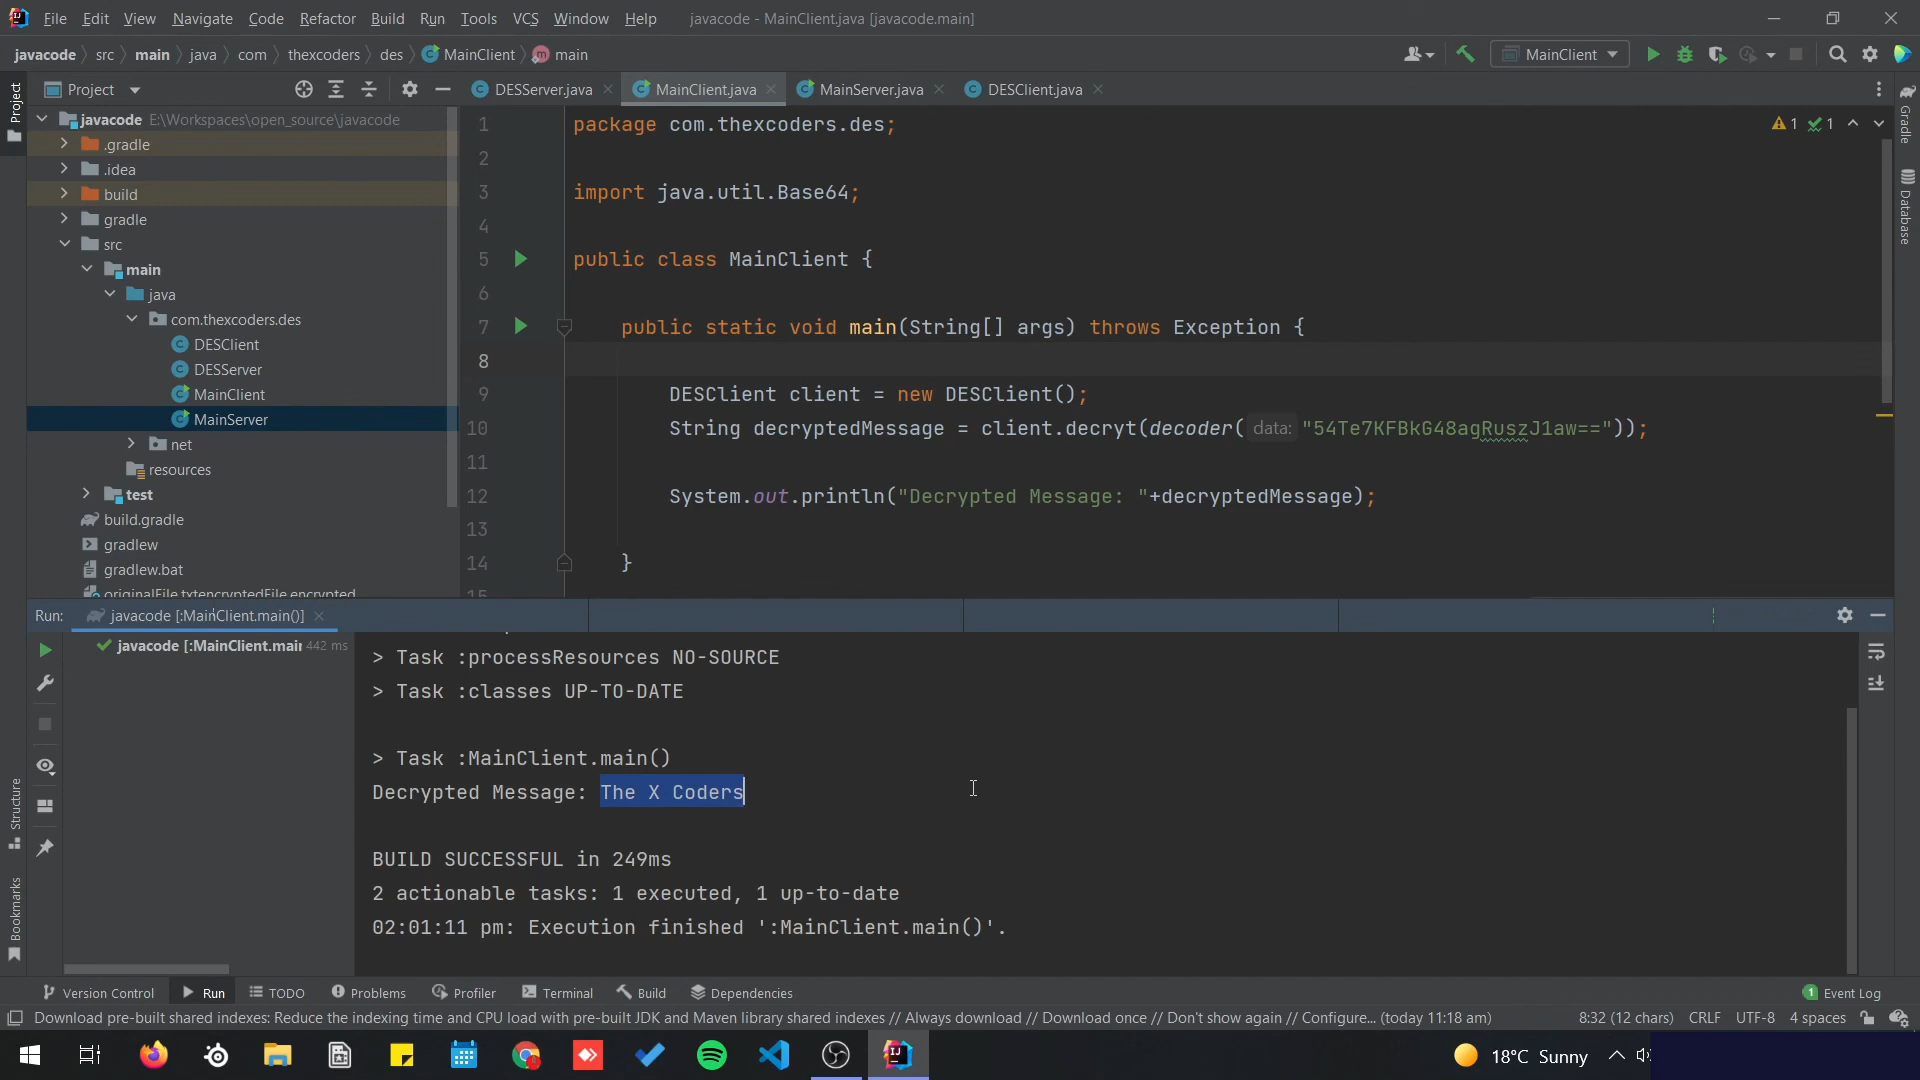 File Edit View Navigate Code Refactor Build Run Tools VCS Window Help javacode - MainClient.java [javacode.main]
javacode src main java com thexcoders des MainClient main MainClient
Project DESServer.java MainClient.java MainServer.java DESClient.java
Project
Gradle
Database
Structure
Bookmarks
javacode E:\Workspaces\open_source\javacode
.gradle
.idea
build
gradle
src
main
java
com.thexcoders.des
DESClient
DESServer
MainClient
MainServer
net
resources
test
build.gradle
gradlew
gradlew.bat
originalFile.txtencryptedFile.encrypted
1 package com.thexcoders.des; 1 1
2
3 import java.util.Base64;
4
5 public class MainClient {
6
7 public static void main(String[] args) throws Exception {
8
9 DESClient client = new DESClient();
10 String decryptedMessage = client.decryt(decoder( data: "54Te7KFBkG48agRuszJ1aw=="));
11
12 System.out.println("Decrypted Message: "+decryptedMessage);
13
14 }
15
Run: javacode [:MainClient.main()]
javacode [:MainClient.mair 442 ms
> Task :processResources NO-SOURCE
> Task :classes UP-TO-DATE
> Task :MainClient.main()
Decrypted Message: The X Coders
BUILD SUCCESSFUL in 249ms
2 actionable tasks: 1 executed, 1 up-to-date
02:01:11 pm: Execution finished ':MainClient.main()'.
Version Control Run TODO Problems Profiler Terminal Build Dependencies 1 Event Log
Download pre-built shared indexes: Reduce the indexing time and CPU load with pre-built JDK and Maven library shared indexes // Always download // Download once // Don't show again // Configure... (today 11:18 am) 8:32 (12 chars) CRLF UTF-8 4 spaces
18°C Sunny